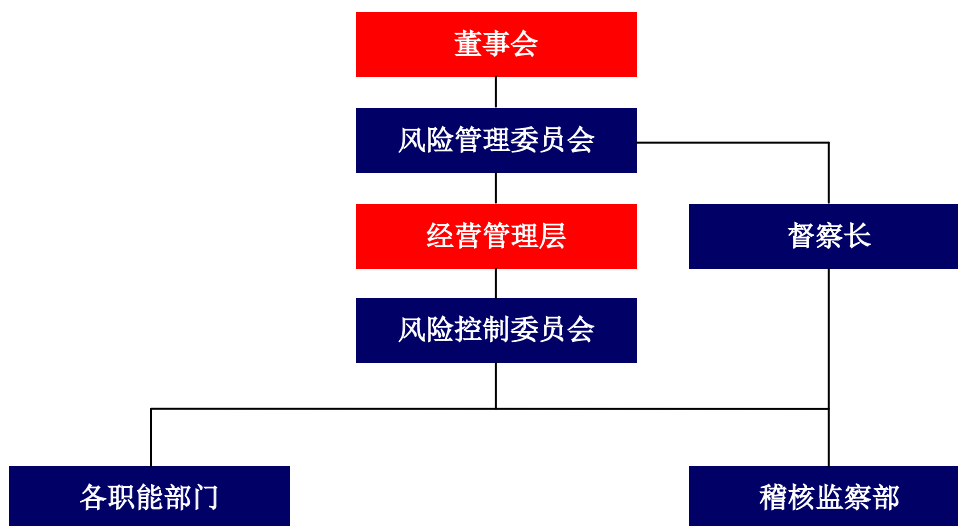 董事会
风险管理委员会
经营管理层
督察长
风险控制委员会
各职能部门
稽核监察部